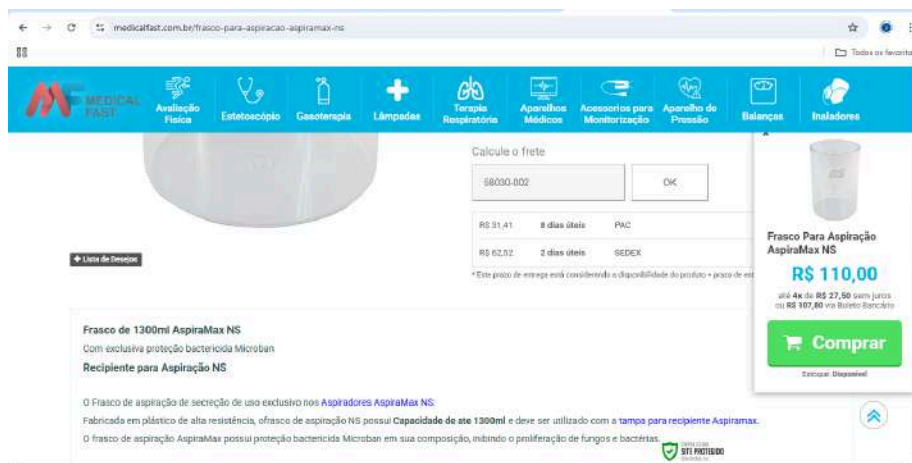 medicalfast.com.br/frasco-para-aspiracao-aspiramax-ns
Todos os favorito
MEDICAL FAST
Avaliação Física
Estetoscópio
Gasoterapia
Lâmpadas
Terapia Respiratória
Aparelhos Médicos
Acessorios para Monitorização
Aparelho de Pressão
Balanças
Inaladores
x
Calcule o frete
58030-002
OK
R$ 31,41 8 dias úteis PAC
R$ 62,52 2 dias úteis SEDEX
* Este prazo de entrega está considerando a disponibilidade do produto + prazo de en
+ Lista de Desejos
NS
Frasco Para Aspiração
AspiraMax NS
R$ 110,00
até 4x de R$ 27,50 sem juros
ou R$ 107,80 via Boleto Bancário
Comprar
Estoque: Disponível
Frasco de 1300ml AspiraMax NS
Com exclusiva proteção bactericida Microban
Recipiente para Aspiração NS
O Frasco de aspiração de secreção de uso exclusivo nos Aspiradores AspiraMax NS.
Fabricada em plástico de alta resistência, ofrasco de aspiração NS possui Capacidade de ate 1300ml e deve ser utilizado com a tampa para recipiente Aspiramax.
O frasco de aspiração AspiraMax possui proteção bactericida Microban em sua composição, inibindo o proliferação de fungos e bactérias.
SITE PROTEGIDO